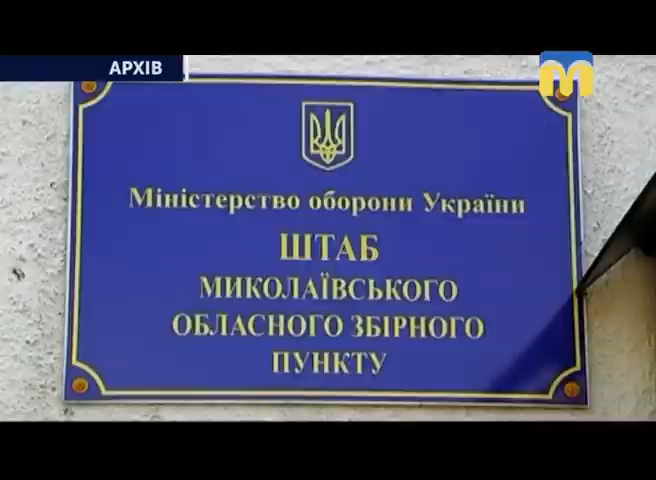 АРХІВ
М
Міністерство оборони України
ШТАБ
МИКОЛАЇВСЬКОГО
ОБЛАСНОГО ЗБІРНОГО
ПУНКТУ